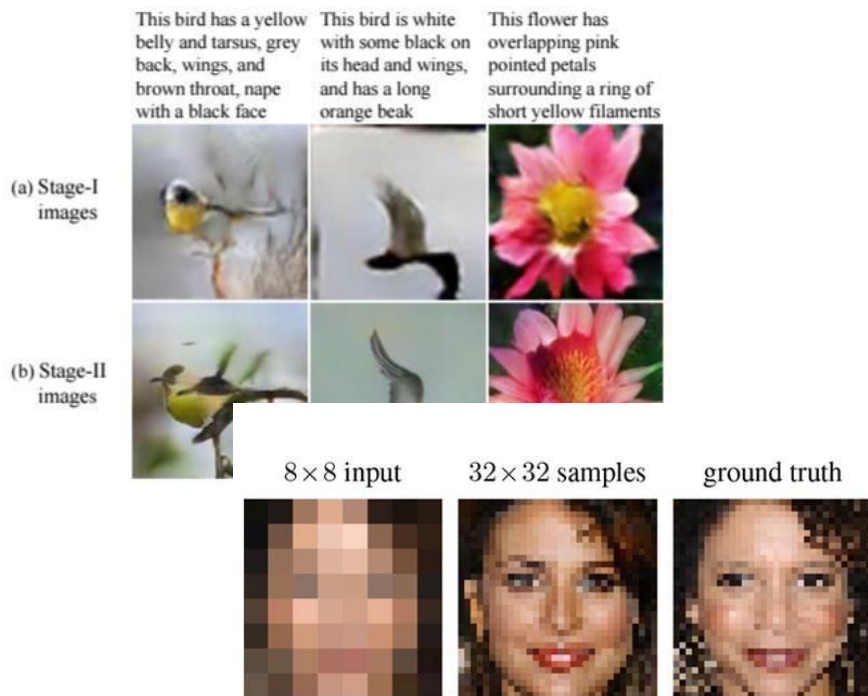 This bird has a yellow
belly and tarsus, grey
back, wings, and
brown throat, nape
with a black face
This bird is white
with some black on
its head and wings,
and has a long
orange beak
This flower has
overlapping pink
pointed petals
surrounding a ring of
short yellow filaments
(a) Stage-I
images
(b) Stage-II
images
8×8 input
32×32 samples
ground truth